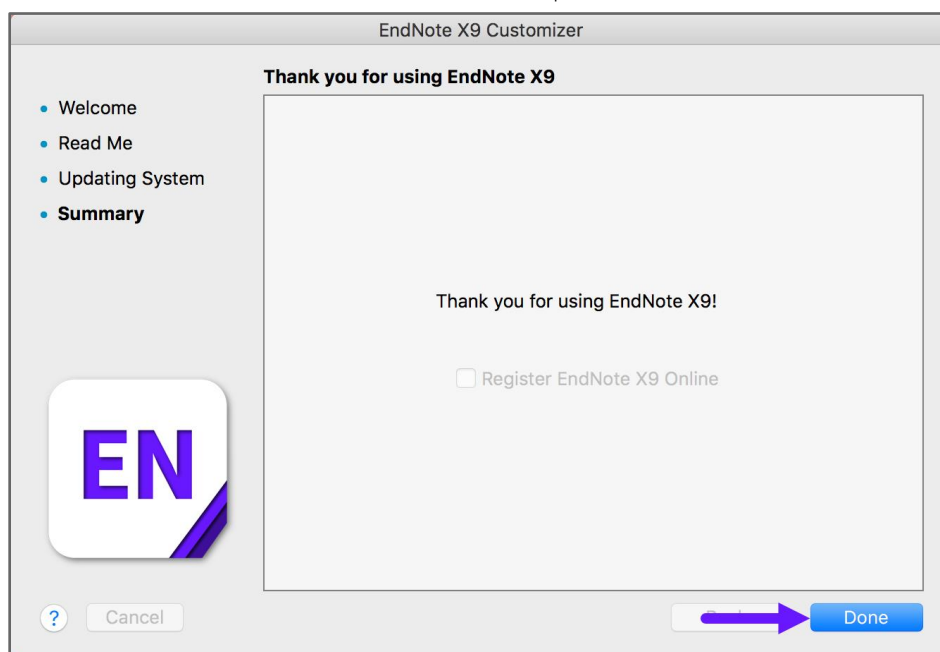 EndNote X9 Customizer
Thank you for using EndNote X9
Welcome
Read Me
Updating System
Summary
Thank you for using EndNote X9!
Register EndNote X9 Online
EN
?
Cancel
Done